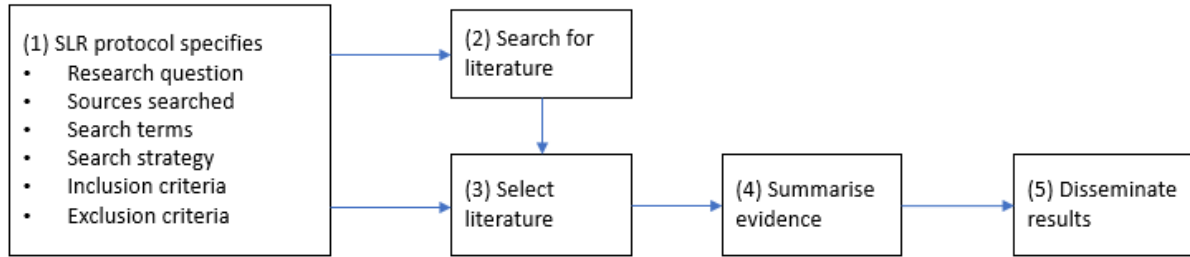 (1) SLR protocol specifies
• Research question
• Sources searched
• Search terms
• Search strategy
• Inclusion criteria
• Exclusion criteria
(2) Search for
literature
(3) Select
literature
(4) Summarise
evidence
(5) Disseminate
results